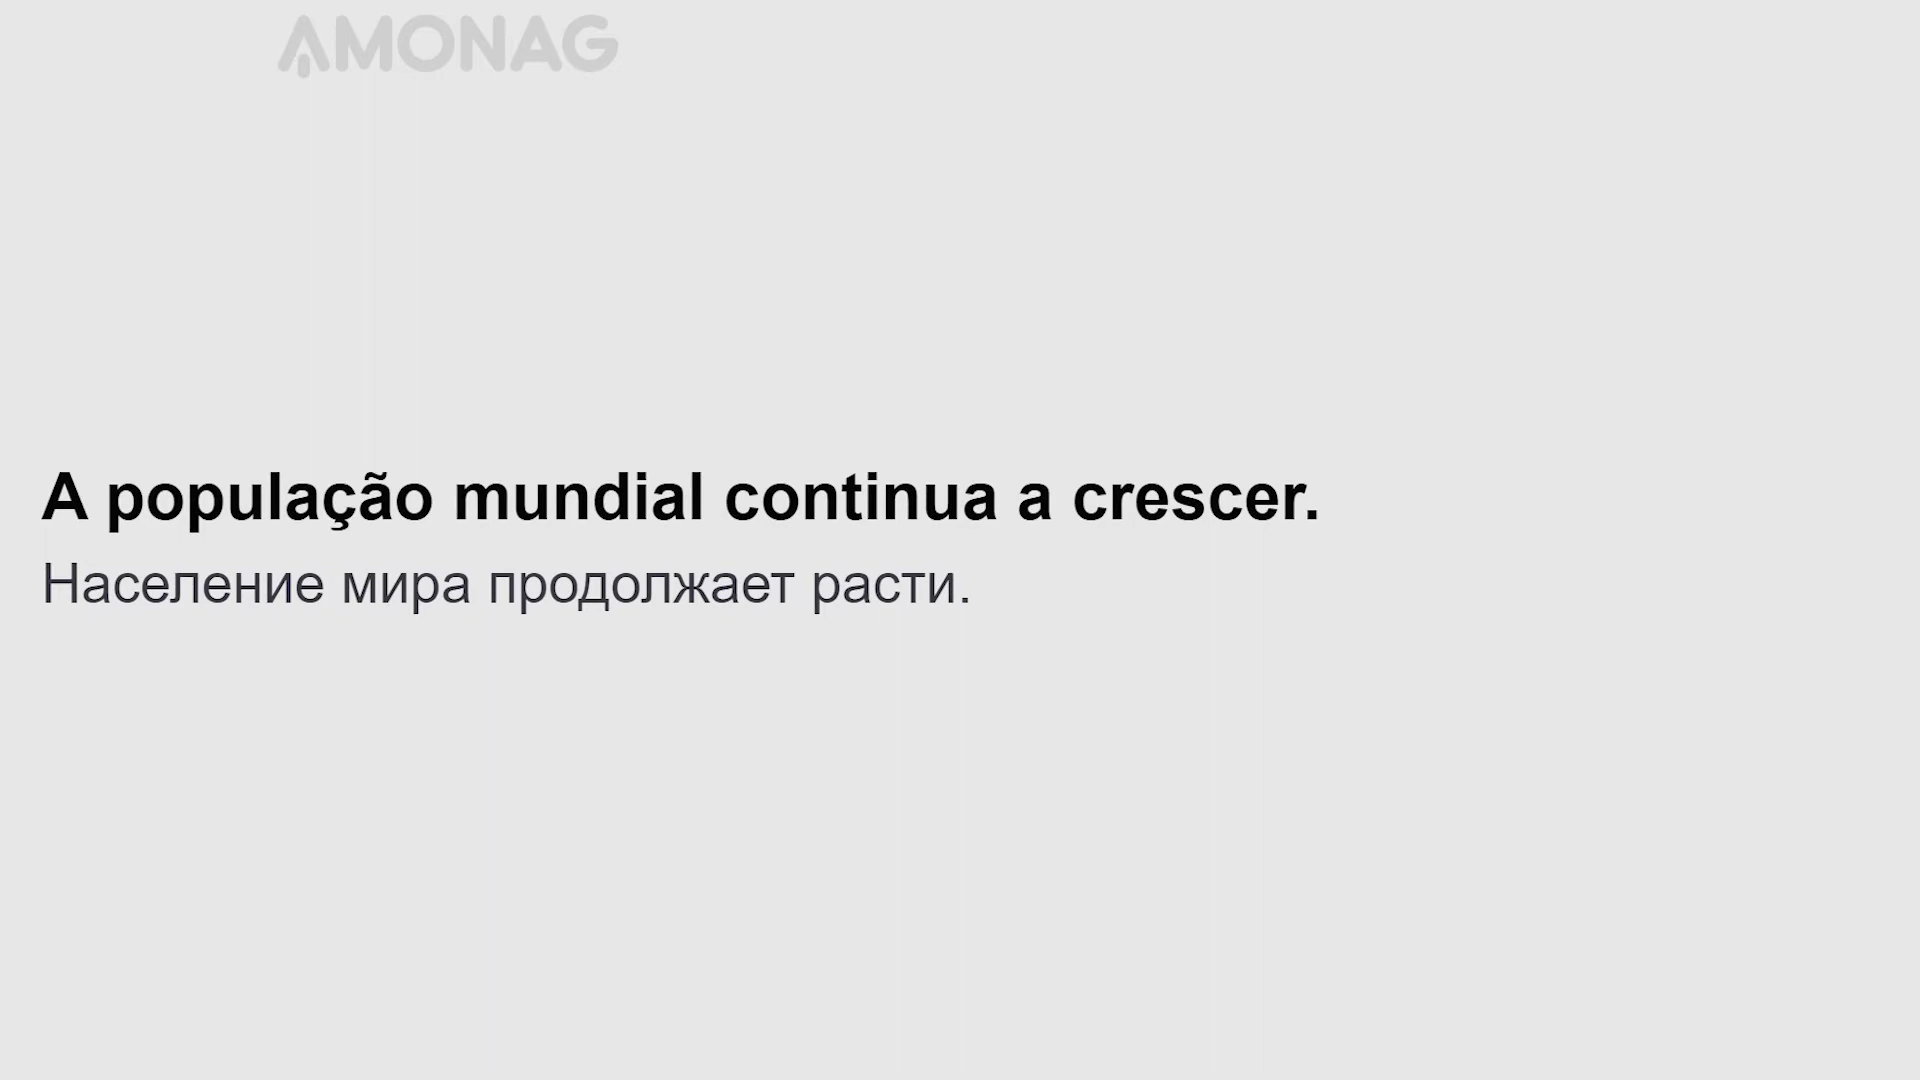 AMONAG
A população mundial continua a crescer.
Население мира продолжает расти.